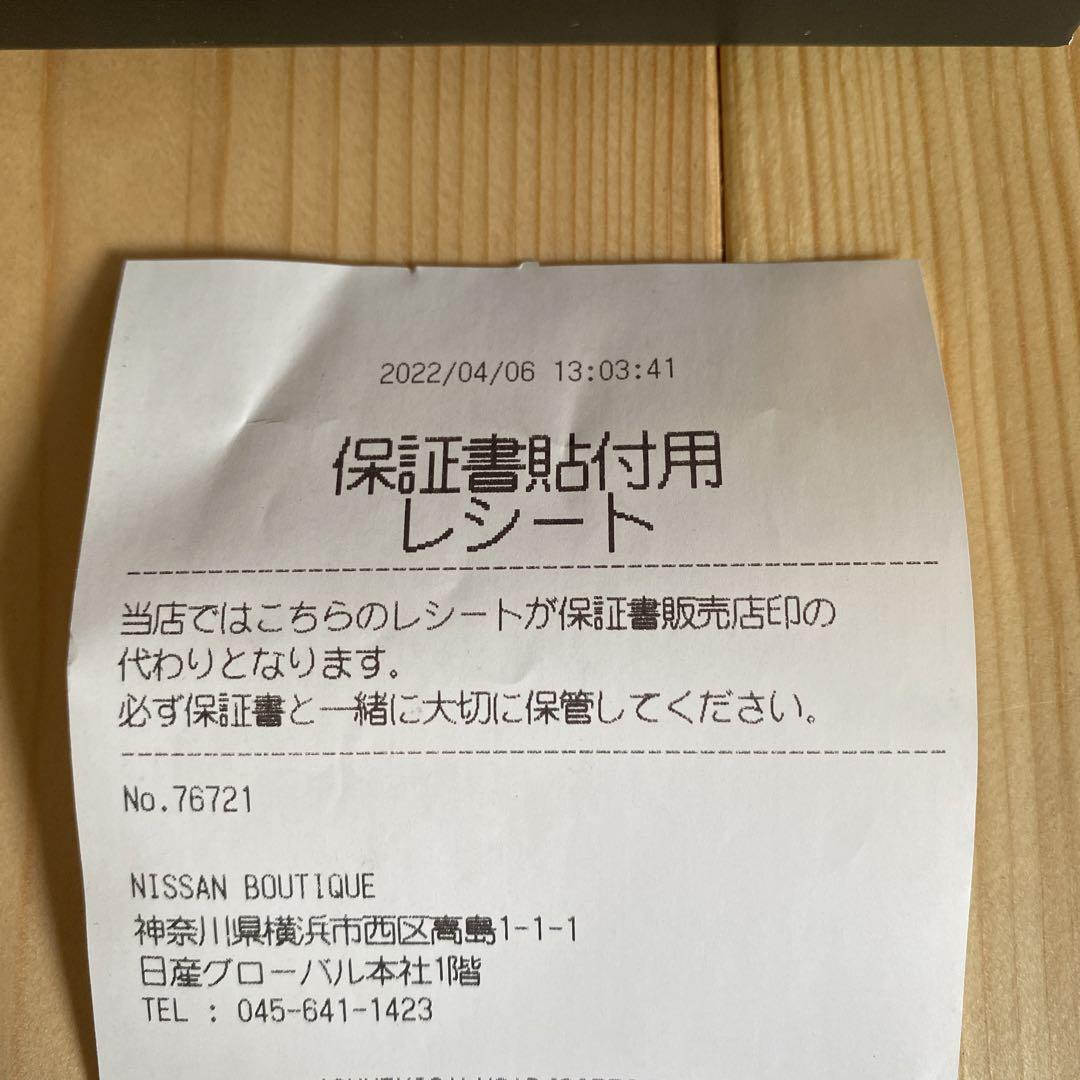 2022/04/06 13:03:41
保証書貼付用
レシート
当店ではこちらのレシートが保証書販売店印の
代わりとなります。
必ず保証書と一緒に大切に保管してください。
No.76721
NISSAN BOUTIQUE
神奈川県横浜市西区高島1-1-1
日産グローバル本社1階
TEL : 045-641-1423